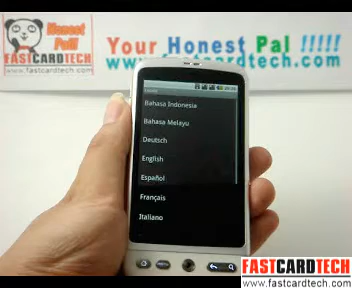 Honest
Pal!
FASTCARDTECH
www.fastcardtech.com
Your Honest Pal !!!!!
www.fastcardtech.com
Bahasa Indonesia
Bahasa Melayu
Deutsch
English
Español
Français
Italiano
FASTCARDTECH
www.fastcardtech.com